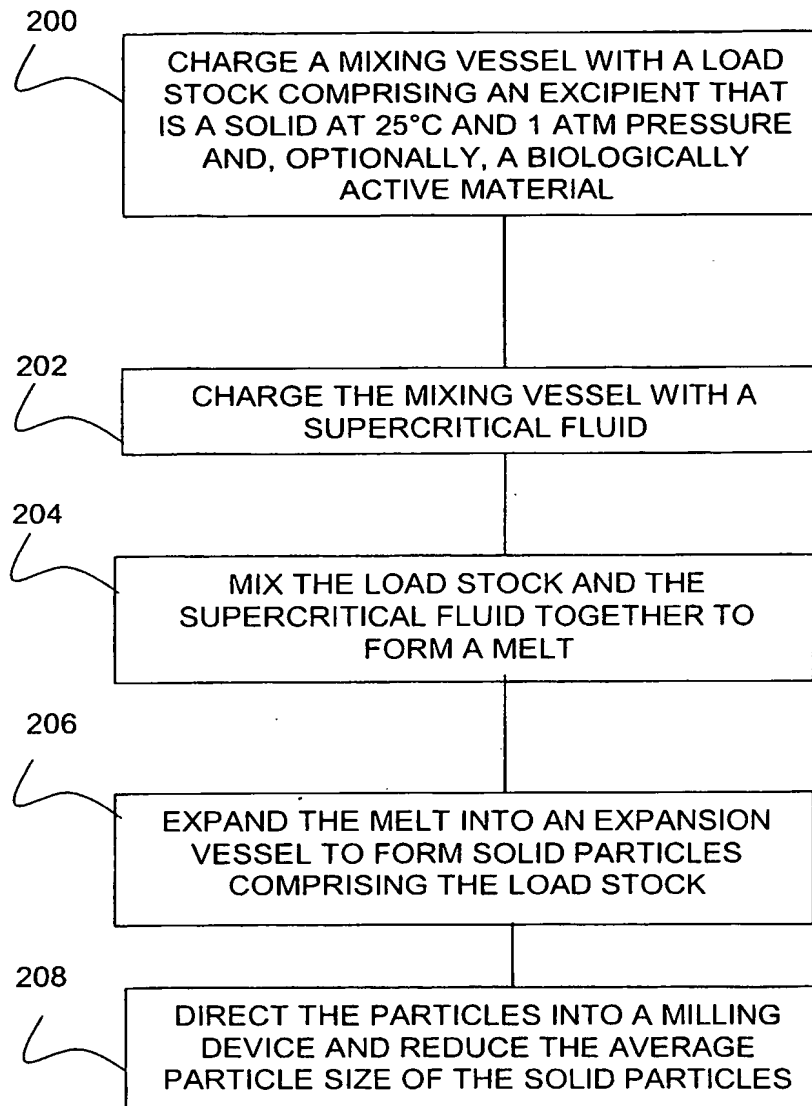 200
CHARGE A MIXING VESSEL WITH A LOAD
STOCK COMPRISING AN EXCIPIENT THAT
IS A SOLID AT 25°C AND 1 ATM PRESSURE
AND, OPTIONALLY, A BIOLOGICALLY
ACTIVE MATERIAL
202
CHARGE THE MIXING VESSEL WITH A
SUPERCRITICAL FLUID
204
MIX THE LOAD STOCK AND THE
SUPERCRITICAL FLUID TOGETHER TO
FORM A MELT
206
EXPAND THE MELT INTO AN EXPANSION
VESSEL TO FORM SOLID PARTICLES
COMPRISING THE LOAD STOCK
208
DIRECT THE PARTICLES INTO A MILLING
DEVICE AND REDUCE THE AVERAGE
PARTICLE SIZE OF THE SOLID PARTICLES